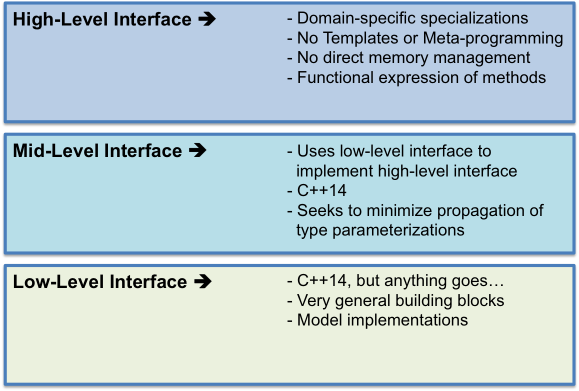 High-Level Interface ➔
- Domain-specific specializations
- No Templates or Meta-programming
- No direct memory management
- Functional expression of methods
Mid-Level Interface ➔
- Uses low-level interface to
implement high-level interface
- C++14
- Seeks to minimize propagation of
type parameterizations
Low-Level Interface ➔
- C++14, but anything goes…
- Very general building blocks
- Model implementations